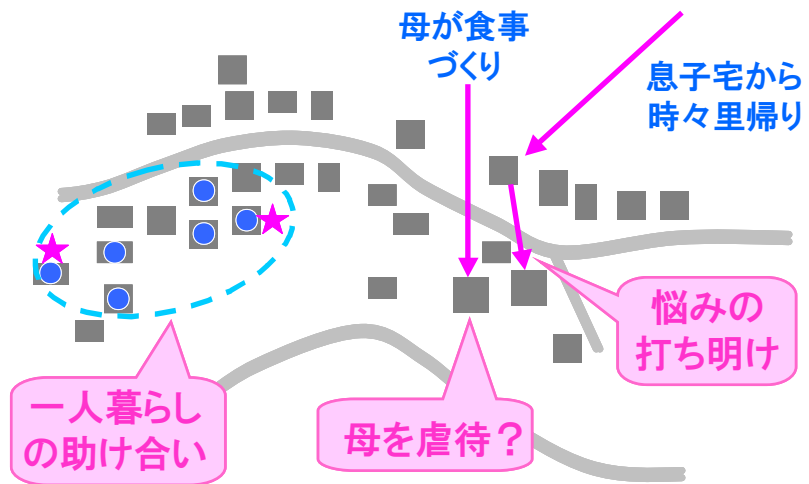 母が食事
づくり
息子宅から
時々里帰り
悩みの
打ち明け
一人暮らし
の助け合い
母を虐待？